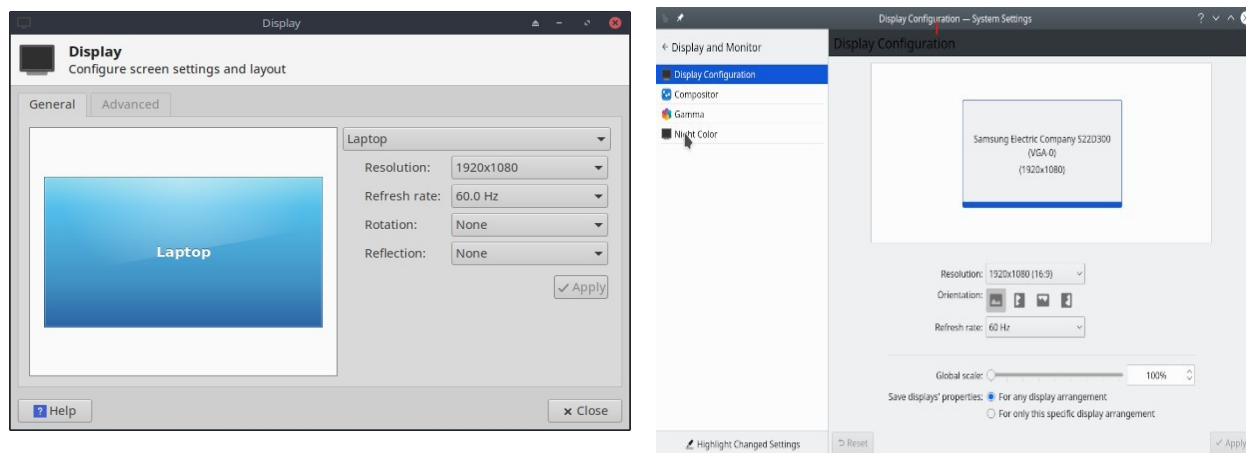 Display
Display
Configure screen settings and layout
General
Advanced
Laptop
Laptop
Resolution: 1920x1080
Refresh rate: 60.0 Hz
Rotation: None
Reflection: None
Apply
Help
Close
Display Configuration — System Settings
Display and Monitor
Display Configuration
Display Configuration
Compositor
Gamma
Night Color
Samsung Electric Company S22D300
(VGA-0)
(1920x1080)
Resolution: 1920x1080 (16:9)
Orientation:
Refresh rate: 60 Hz
Global scale: 100%
Save displays' properties: For any display arrangement
For only this specific display arrangement
Highlight Changed Settings
Reset
Apply